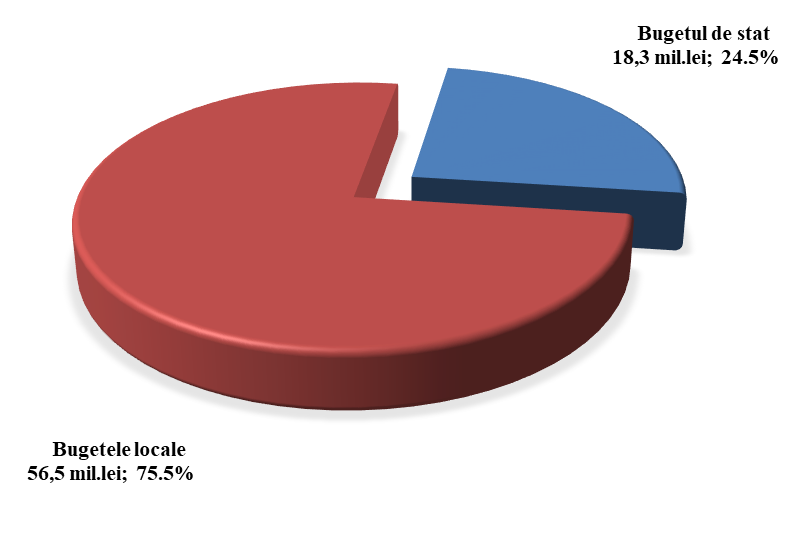 Bugetul de stat
18,3 mil.lei; 24.5%
Bugetele locale
56,5 mil.lei; 75.5%